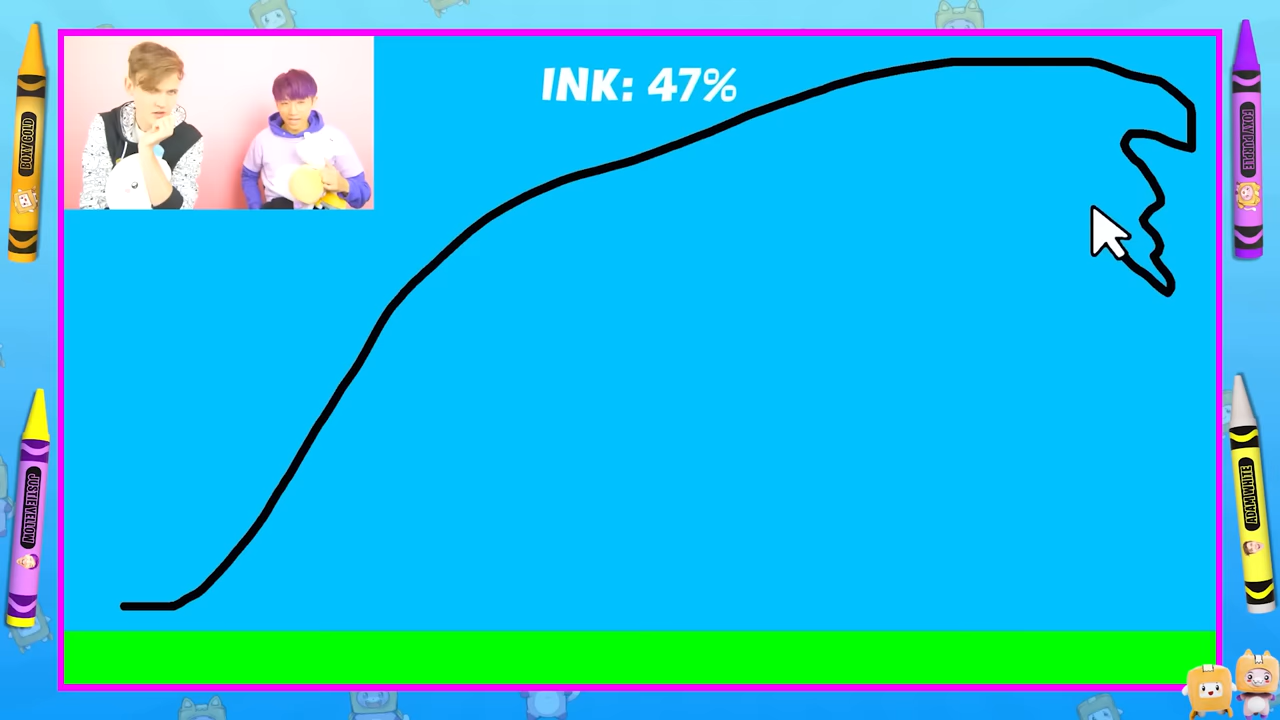 INK: 47%
BOXY GOLD
FOXY PURPLE
JUSTIE YELLOW
ADAM WHITE